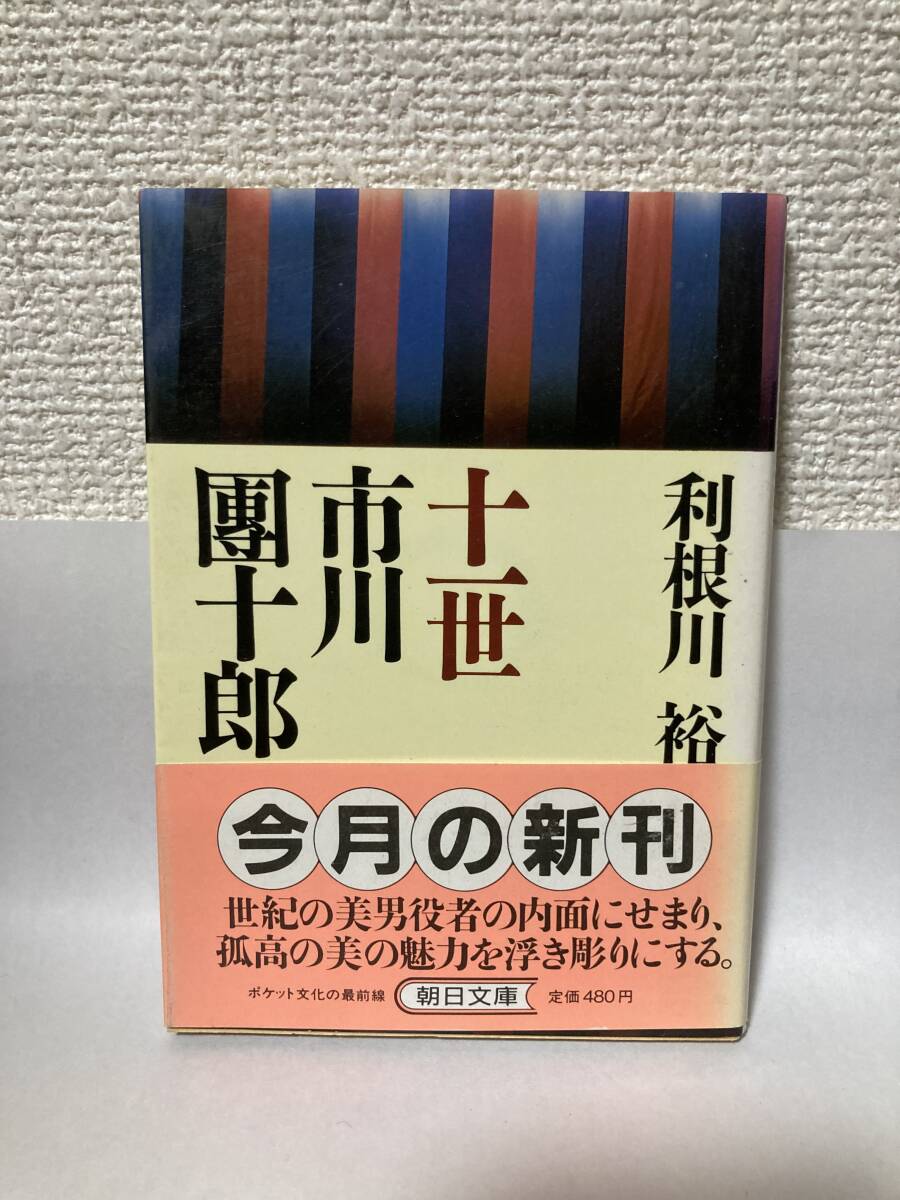 利根川 裕
十一世
市川
團十郎
今月の新刊
世紀の美男役者の内面にせまり、
孤高の美の魅力を浮き彫りにする。
ポケット文化の最前線 朝日文庫 定価480円